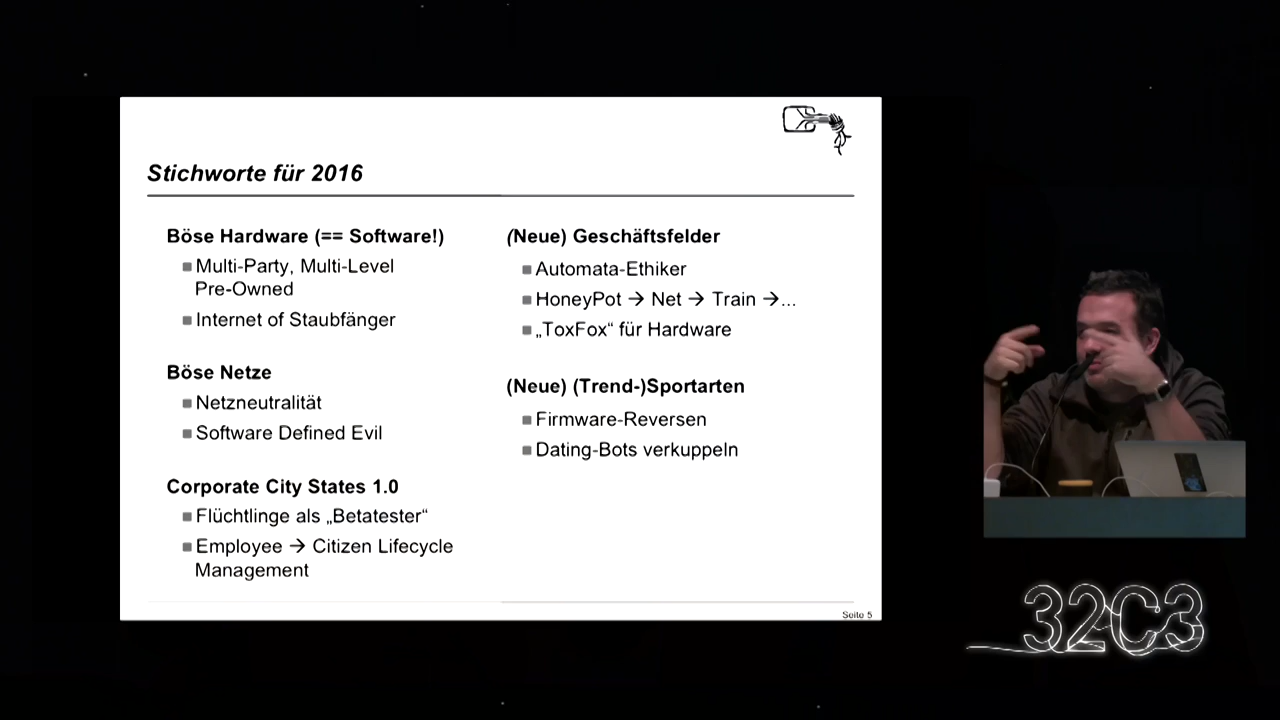 Stichworte für 2016
Böse Hardware (== Software!)
Multi-Party, Multi-Level
Pre-Owned
Internet of Staubfänger
Böse Netze
Netzneutralität
Software Defined Evil
Corporate City States 1.0
Flüchtlinge als „Betatester“
Employee → Citizen Lifecycle
Management
(Neue) Geschäftsfelder
Automata-Ethiker
HoneyPot → Net → Train →...
„ToxFox“ für Hardware
(Neue) (Trend-)Sportarten
Firmware-Reversen
Dating-Bots verkuppeln
Seite 5
32C3